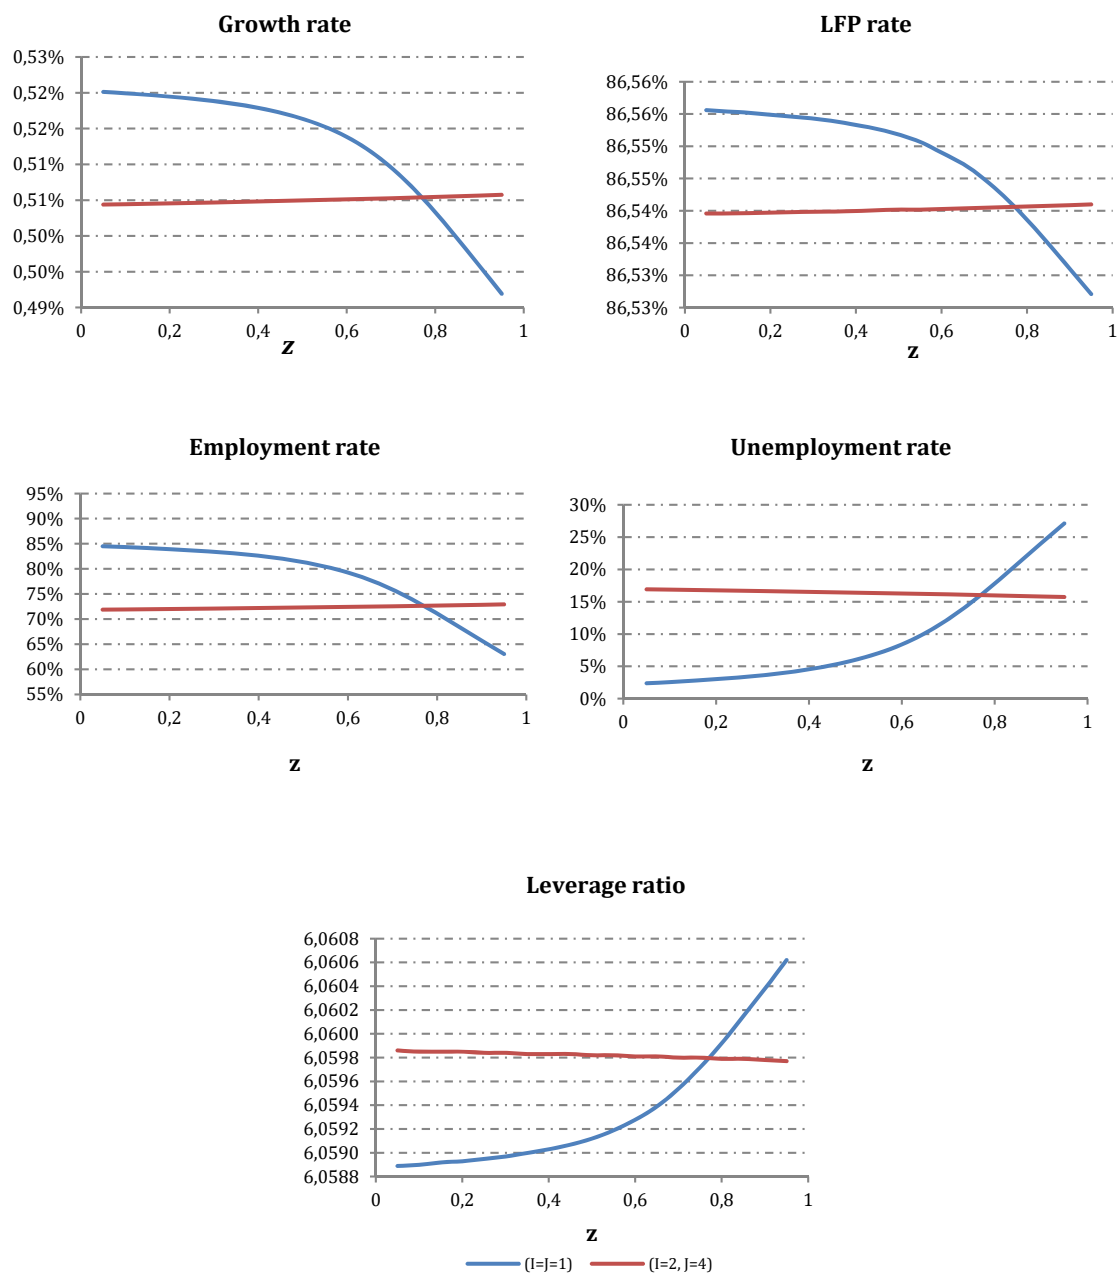 Growth rate
0,53%
0,52%
0,52%
0,51%
0,51%
0,50%
0,50%
0,49%
0 0,2 0,4 0,6 0,8 1
z
LFP rate
86,56%
86,56%
86,55%
86,55%
86,54%
86,54%
86,53%
86,53%
0 0,2 0,4 0,6 0,8 1
z
Employment rate
95%
90%
85%
80%
75%
70%
65%
60%
55%
0 0,2 0,4 0,6 0,8 1
z
Unemployment rate
30%
25%
20%
15%
10%
5%
0%
0 0,2 0,4 0,6 0,8 1
z
Leverage ratio
6,0608
6,0606
6,0604
6,0602
6,0600
6,0598
6,0596
6,0594
6,0592
6,0590
6,0588
0 0,2 0,4 0,6 0,8 1
z
(I=J=1) (I=2, J=4)